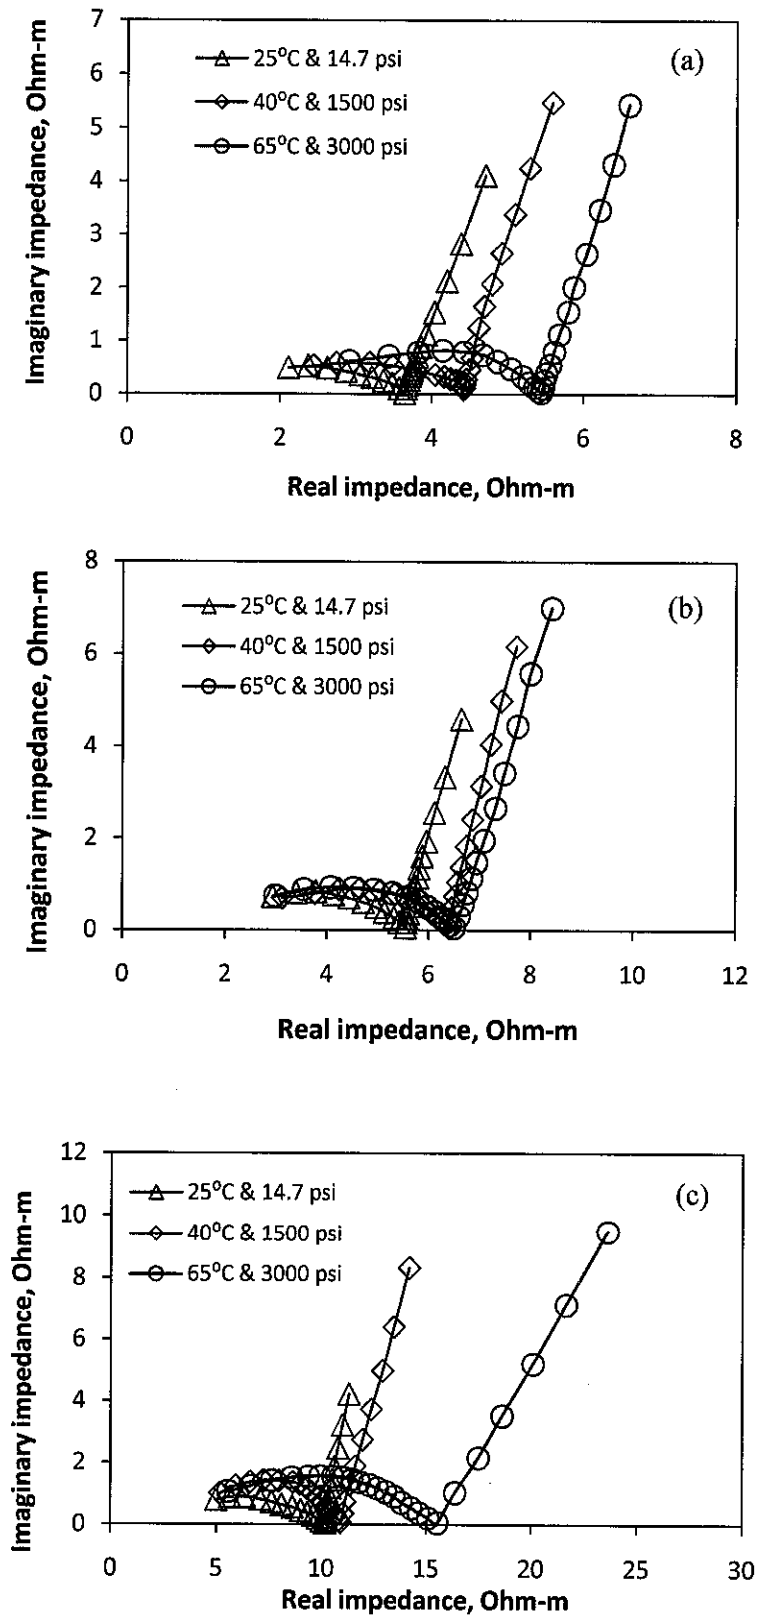 7
6
5
4
3
2
1
0
Imaginary impedance, Ohm-m
25°C & 14.7 psi
40°C & 1500 psi
65°C & 3000 psi
(a)
0 2 4 6 8
Real impedance, Ohm-m
8
6
4
2
0
Imaginary impedance, Ohm-m
25°C & 14.7 psi
40°C & 1500 psi
65°C & 3000 psi
(b)
0 2 4 6 8 10 12
Real impedance, Ohm-m
12
10
8
6
4
2
0
Imaginary impedance, Ohm-m
25°C & 14.7 psi
40°C & 1500 psi
65°C & 3000 psi
(c)
0 5 10 15 20 25 30
Real impedance, Ohm-m